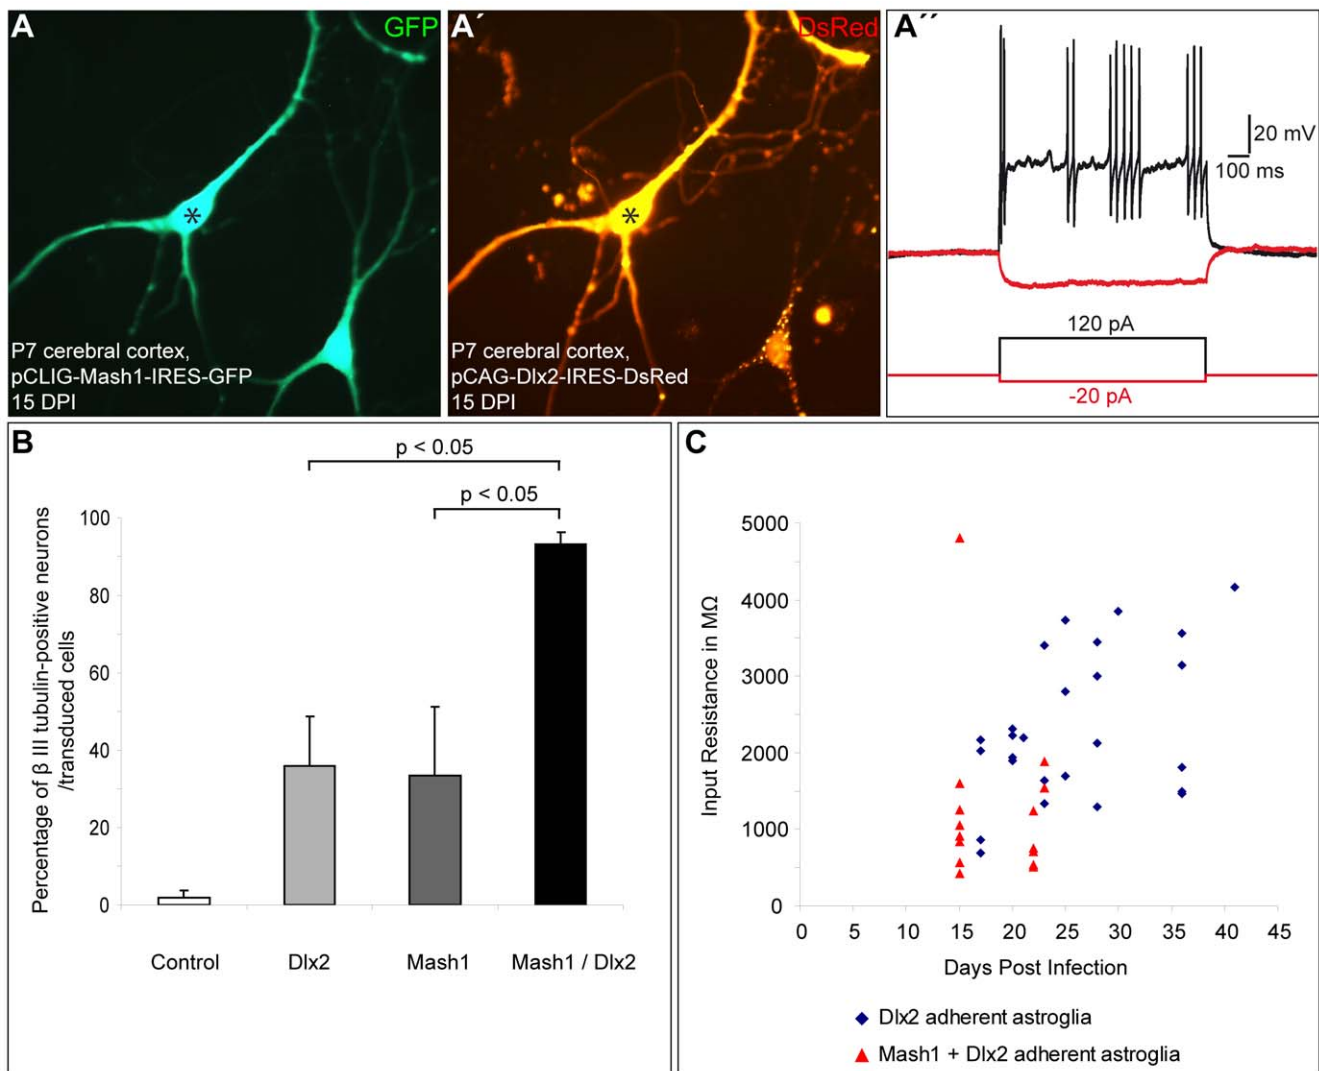 A
GFP
P7 cerebral cortex,
pCLIG-Mash1-IRES-GFP
15 DPI
*
A´
DsRed
P7 cerebral cortex,
pCAG-Dlx2-IRES-DsRed
15 DPI
*
A´´
20 mV
100 ms
120 pA
-20 pA
B
p < 0.05
p < 0.05
Percentage of β III tubulin-positive neurons
/transduced cells
100
80
60
40
20
0
Control
Dlx2
Mash1
Mash1 / Dlx2
C
Input Resistance in MΩ
5000
4000
3000
2000
1000
0
0 5 10 15 20 25 30 35 40 45
Days Post Infection
Dlx2 adherent astroglia
Mash1 + Dlx2 adherent astroglia